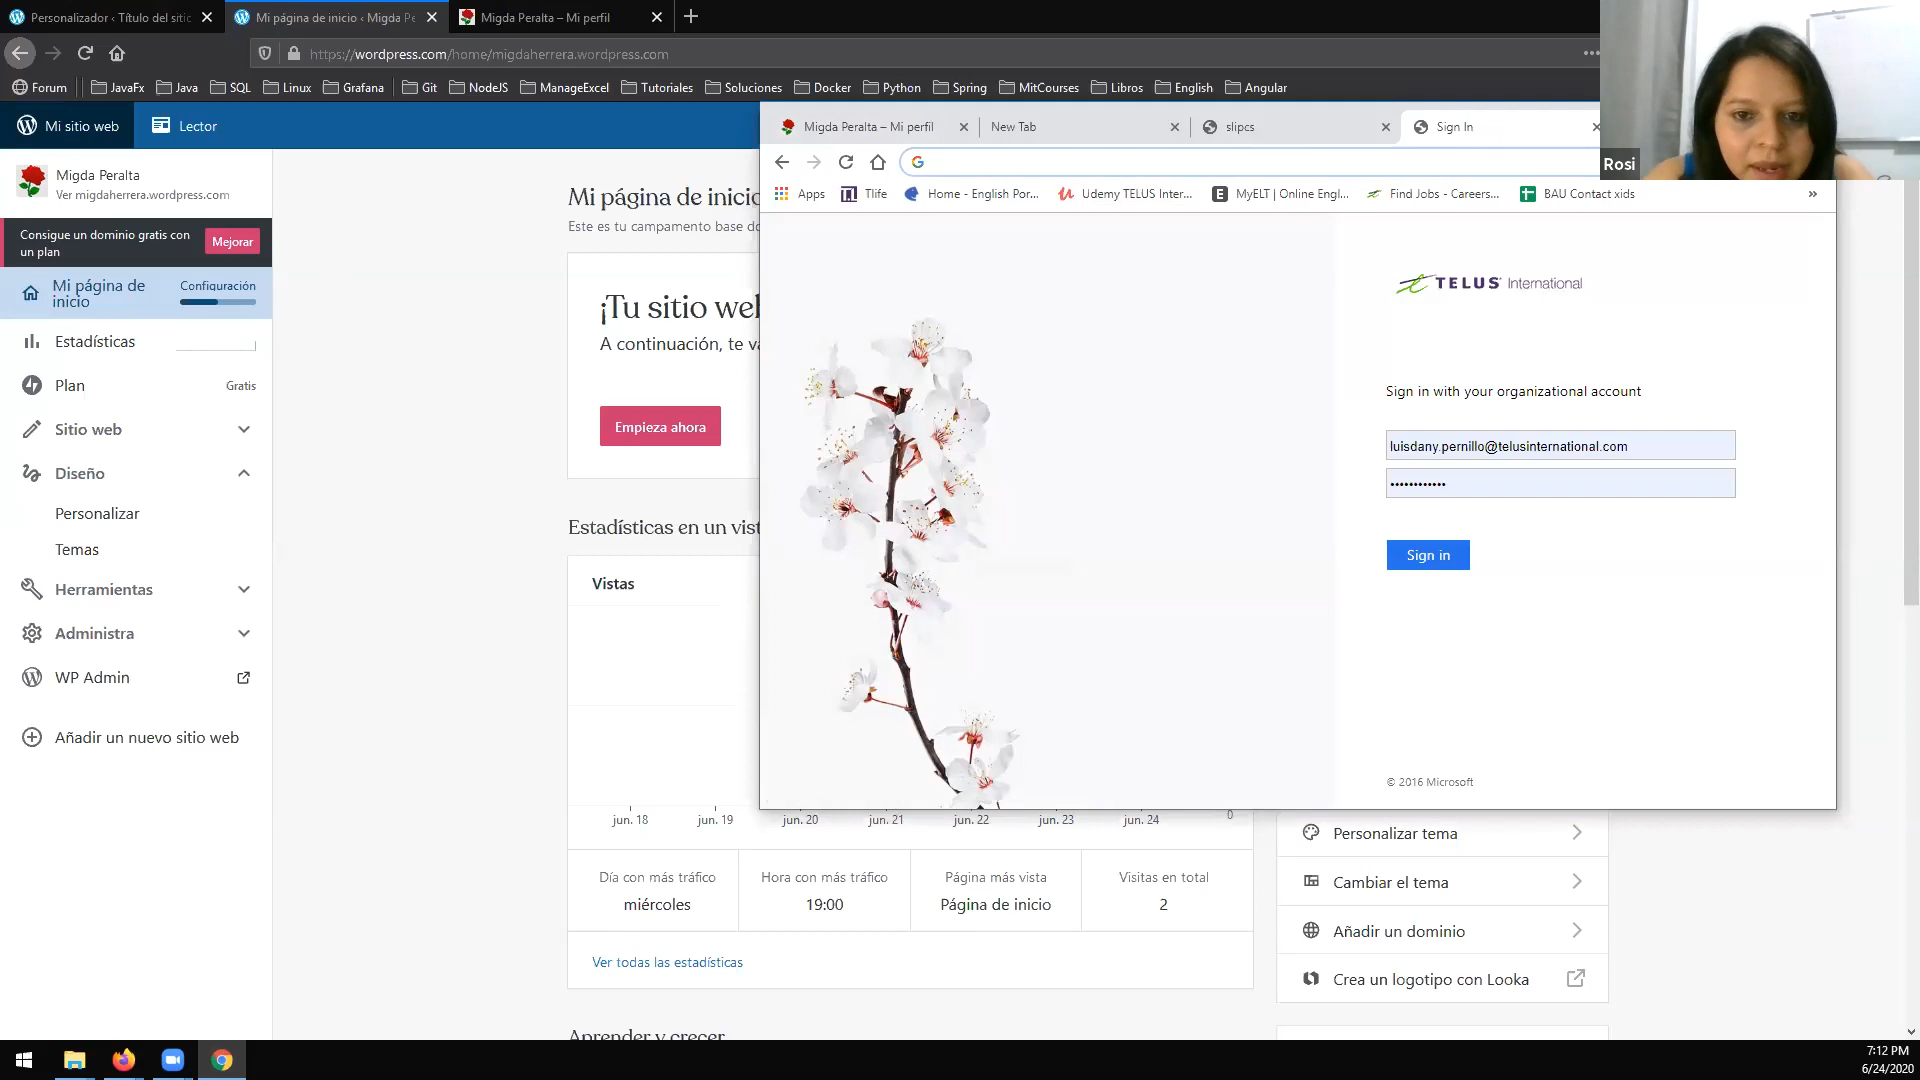 Personalizador ‹ Título del sitio
Mi página de inicio ‹ Migda Pe
Migda Peralta – Mi perfil
https://wordpress.com/home/migdaherrera.wordpress.com
Forum
JavaFx
Java
SQL
Linux
Grafana
Git
NodeJS
ManageExcel
Tutoriales
Soluciones
Docker
Python
Spring
MitCourses
Libros
English
Angular
Mi sitio web
Lector
Migda Peralta
Ver migdaherrera.wordpress.com
Consigue un dominio gratis con
un plan
Mejorar
Mi página de
inicio
Configuración
Estadísticas
Plan
Gratis
Sitio web
Diseño
Personalizar
Temas
Herramientas
Administra
WP Admin
Añadir un nuevo sitio web
Mi página de inicio
Este es tu campamento base
¡Tu sitio
A continuación, te
Empieza ahora
Estadísticas en un
Vistas
jun. 18
jun. 19
jun. 20
jun. 21
jun. 22
jun. 23
jun. 24
0
Día con más tráfico
miércoles
Hora con más tráfico
19:00
Página más vista
Página de inicio
Visitas en total
2
Ver todas las estadísticas
Aprender y crecer
Migda Peralta – Mi perfil
New Tab
slipcs
Sign In
Apps
Tlife
Home - English Por...
Udemy TELUS Inter...
MyELT | Online Engl...
Find Jobs - Careers...
BAU Contact xids
»
TELUS International
Sign in with your organizational account
luisdany.pernillo@telusinternational.com
••••••••••••
Sign in
© 2016 Microsoft
Personalizar tema
Cambiar el tema
Añadir un dominio
Crea un logotipo con Looka
Rosi
7:12 PM
6/24/2020